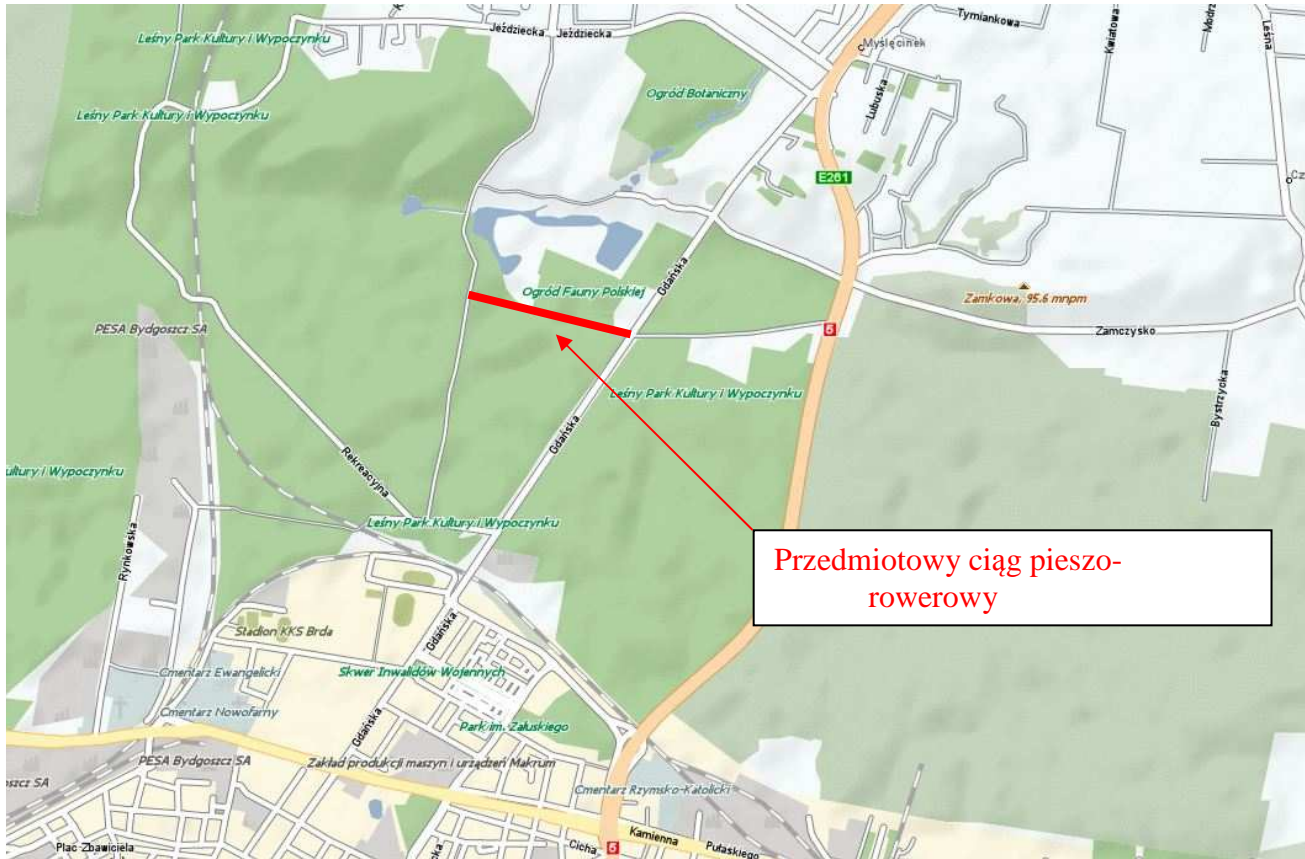 Tymiankowa
Jeździecka
Jeździecka
Leśny Park Kultury i Wypoczynku
Myślęcinek
Kwiatowa
Leśna
Ogród Botaniczny
Lubuska
Leśny Park Kultury i Wypoczynku
E261
Gdańska
Ogród Fauny Polskiej
Zamkowa, 95.6 mnpm
PESA Bydgoszcz SA
5
Zamczysko
Leśny Park Kultury i Wypoczynku
Bystrzycka
Gdańska
Rekreacyjna
ultury i Wypoczynku
Leśny Park Kultury i Wypoczynku
Rynkowska
Przedmiotowy ciąg pieszo-
rowerowy
Gdańska
Stadion KKS Brda
Cmentarz Ewangelicki
Skwer Inwalidów Wojennych
Cmentarz Nowofarny
Gdańska
Park im. Załuskiego
PESA Bydgoszcz SA
Zakład produkcji maszyn i urządzeń Makrum
oszcz SA
Cmentarz Rzymsko-Katolicki
Kamienna
Plac Zbawiciela
Cicha
5
Pułaskiego